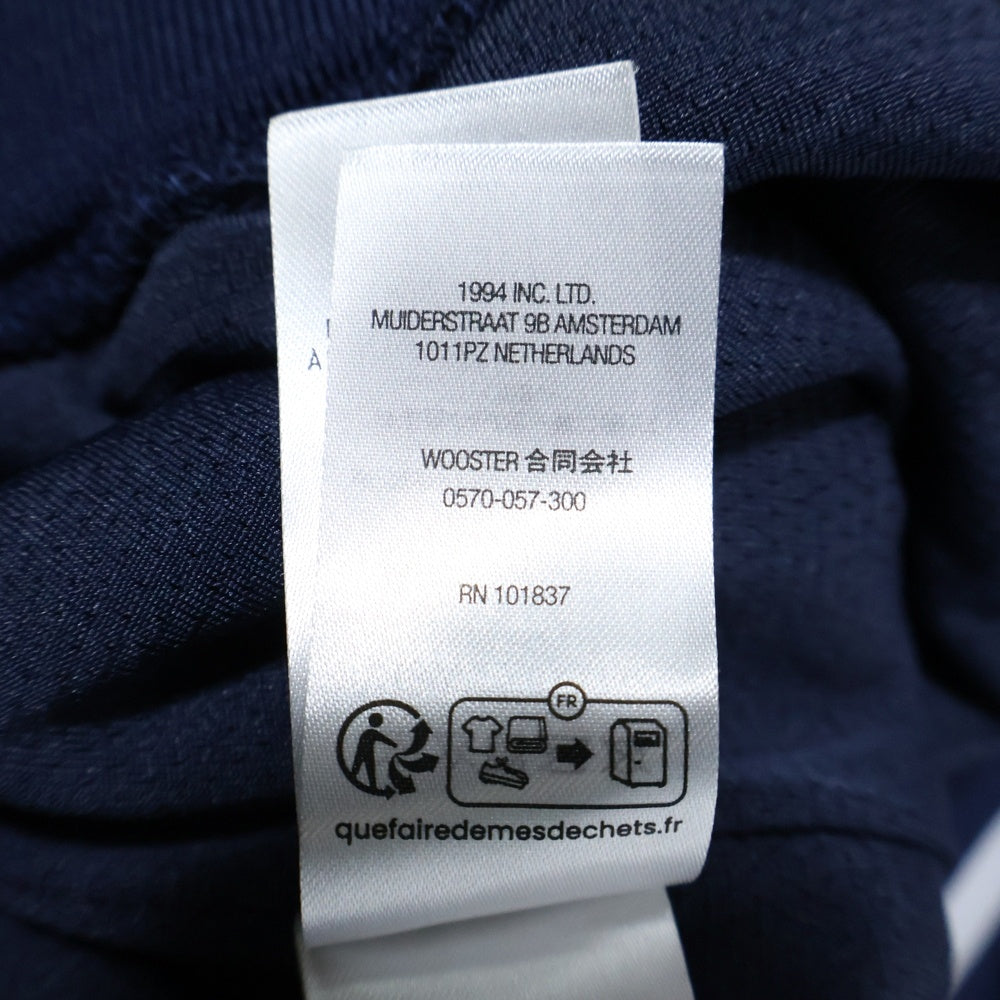 1994 INC. LTD.
MUIDERSTRAAT 9B AMSTERDAM
1011PZ NETHERLANDS
A
WOOSTER 合同会社
0570-057-300
RN 101837
FR
quefairedemesdechets.fr